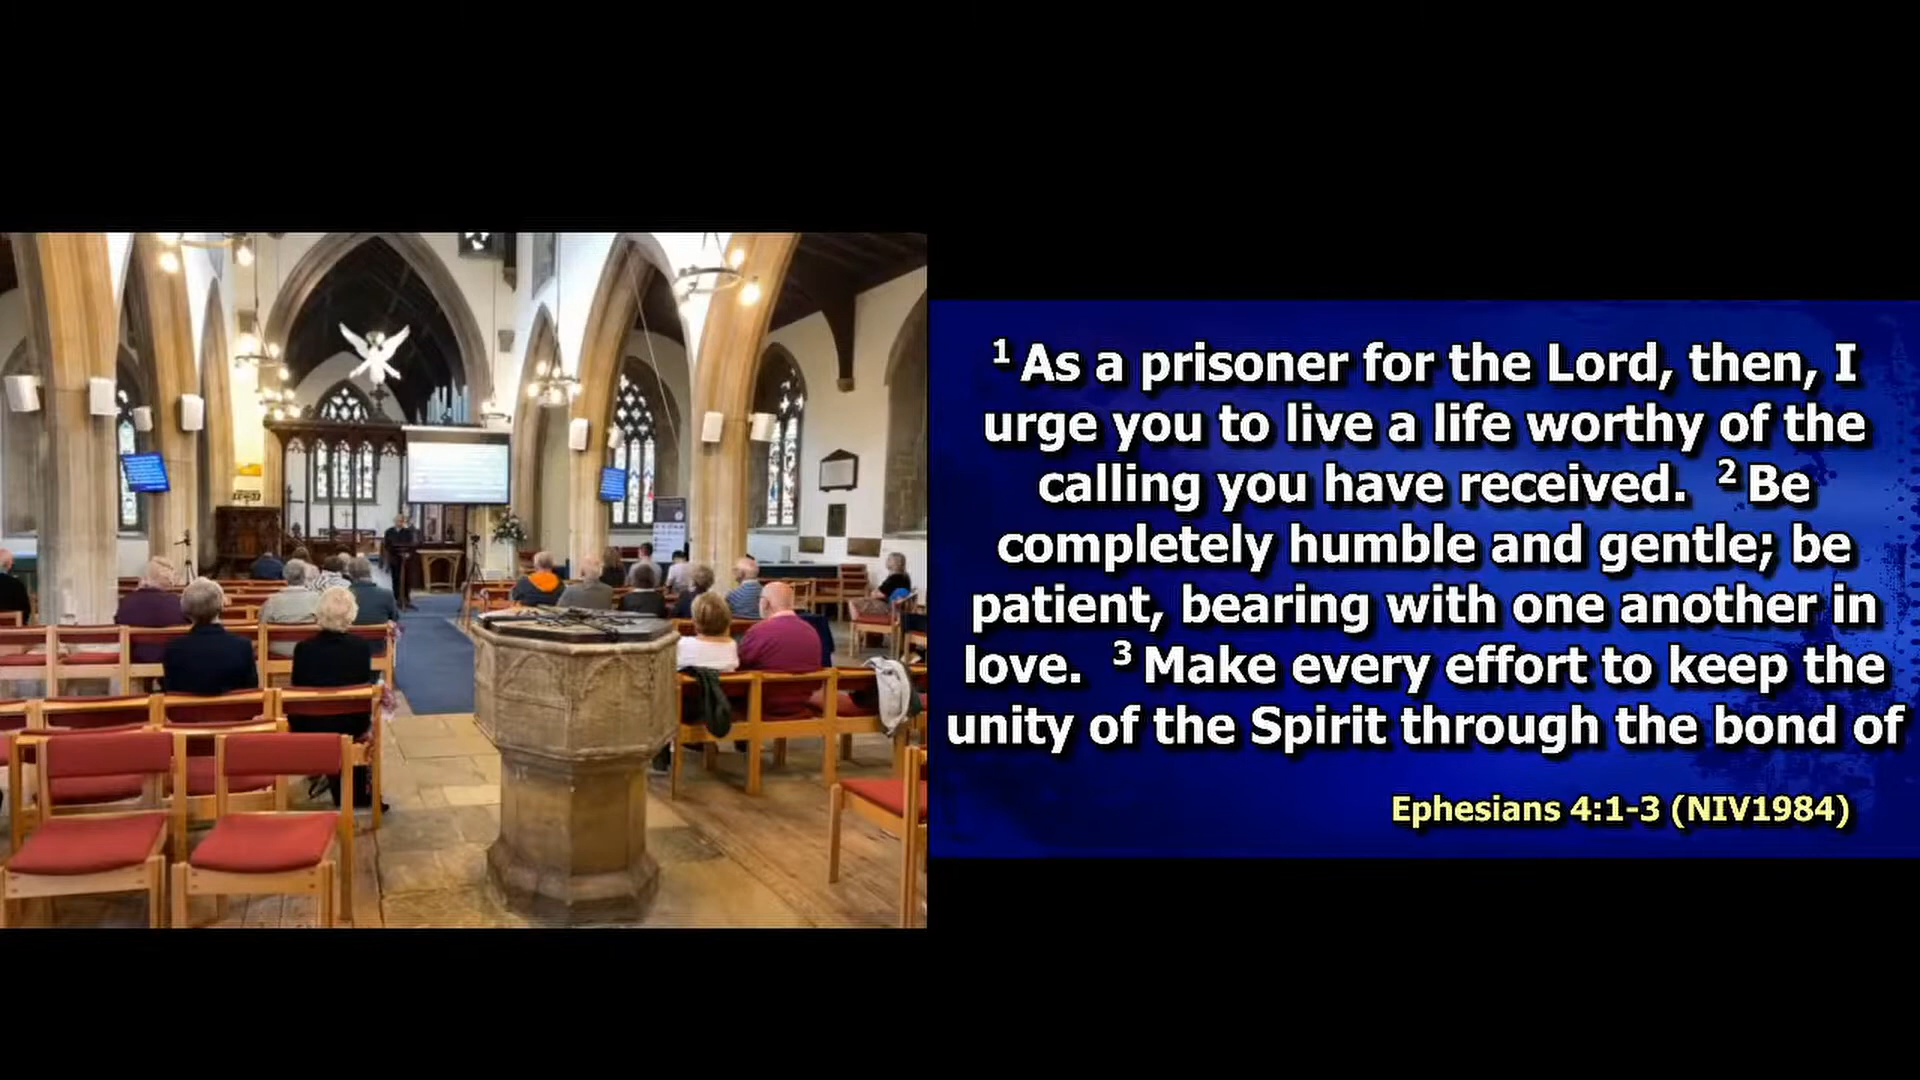 1 As a prisoner for the Lord, then, I
urge you to live a life worthy of the
calling you have received. 2 Be
completely humble and gentle; be
patient, bearing with one another in
love. 3 Make every effort to keep the
unity of the Spirit through the bond of
Ephesians 4:1-3 (NIV1984)